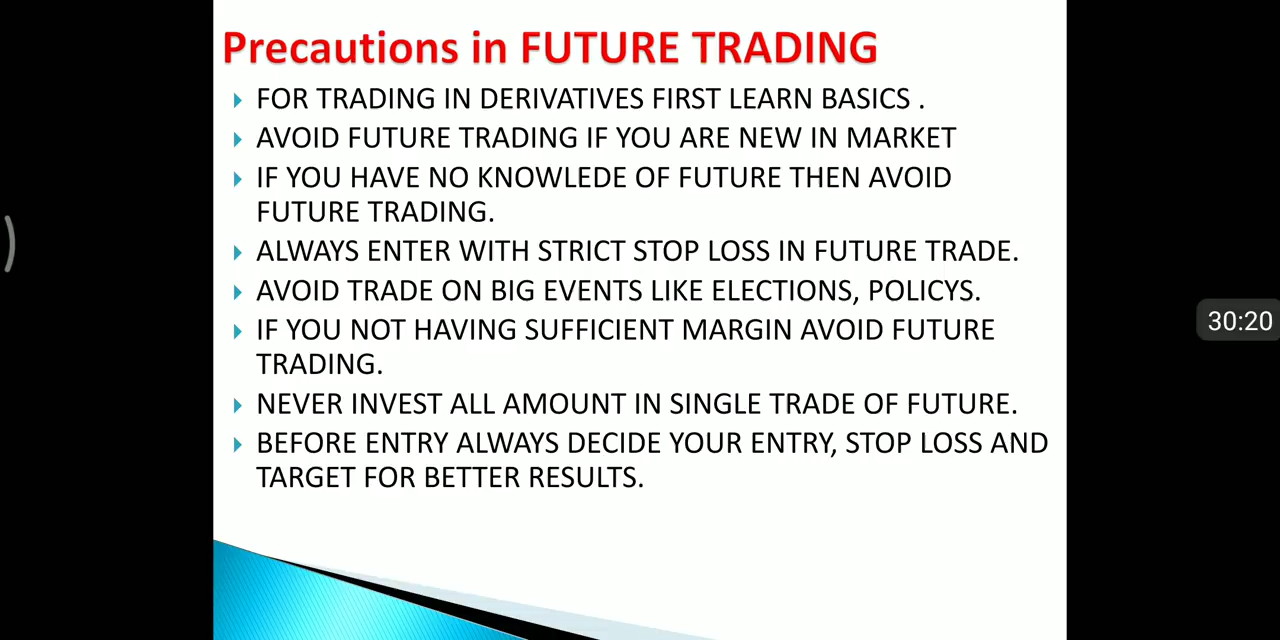 Precautions in FUTURE TRADING
FOR TRADING IN DERIVATIVES FIRST LEARN BASICS .
AVOID FUTURE TRADING IF YOU ARE NEW IN MARKET
IF YOU HAVE NO KNOWLEDE OF FUTURE THEN AVOID
FUTURE TRADING.
ALWAYS ENTER WITH STRICT STOP LOSS IN FUTURE TRADE.
AVOID TRADE ON BIG EVENTS LIKE ELECTIONS, POLICYS.
IF YOU NOT HAVING SUFFICIENT MARGIN AVOID FUTURE
TRADING.
NEVER INVEST ALL AMOUNT IN SINGLE TRADE OF FUTURE.
BEFORE ENTRY ALWAYS DECIDE YOUR ENTRY, STOP LOSS AND
TARGET FOR BETTER RESULTS.
30:20